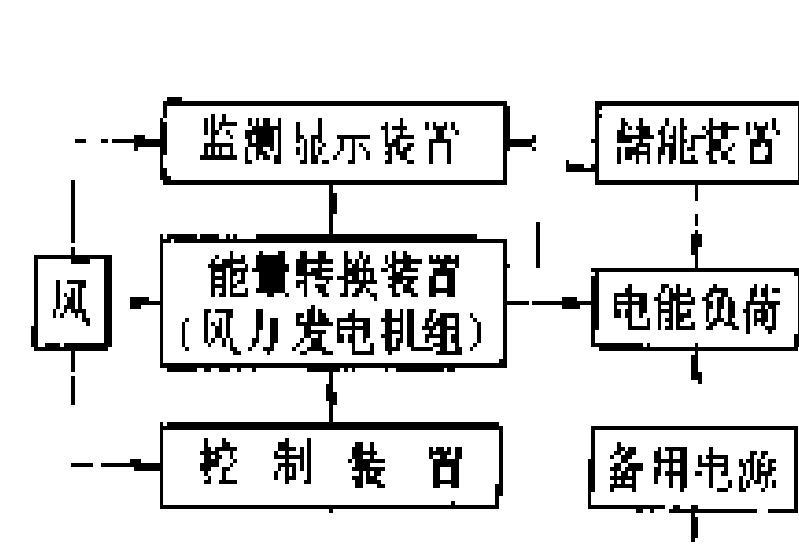 监测显示装置
储能装置
风
能量转换装置
(风力发电机组)
电能负荷
控制装置
备用电源